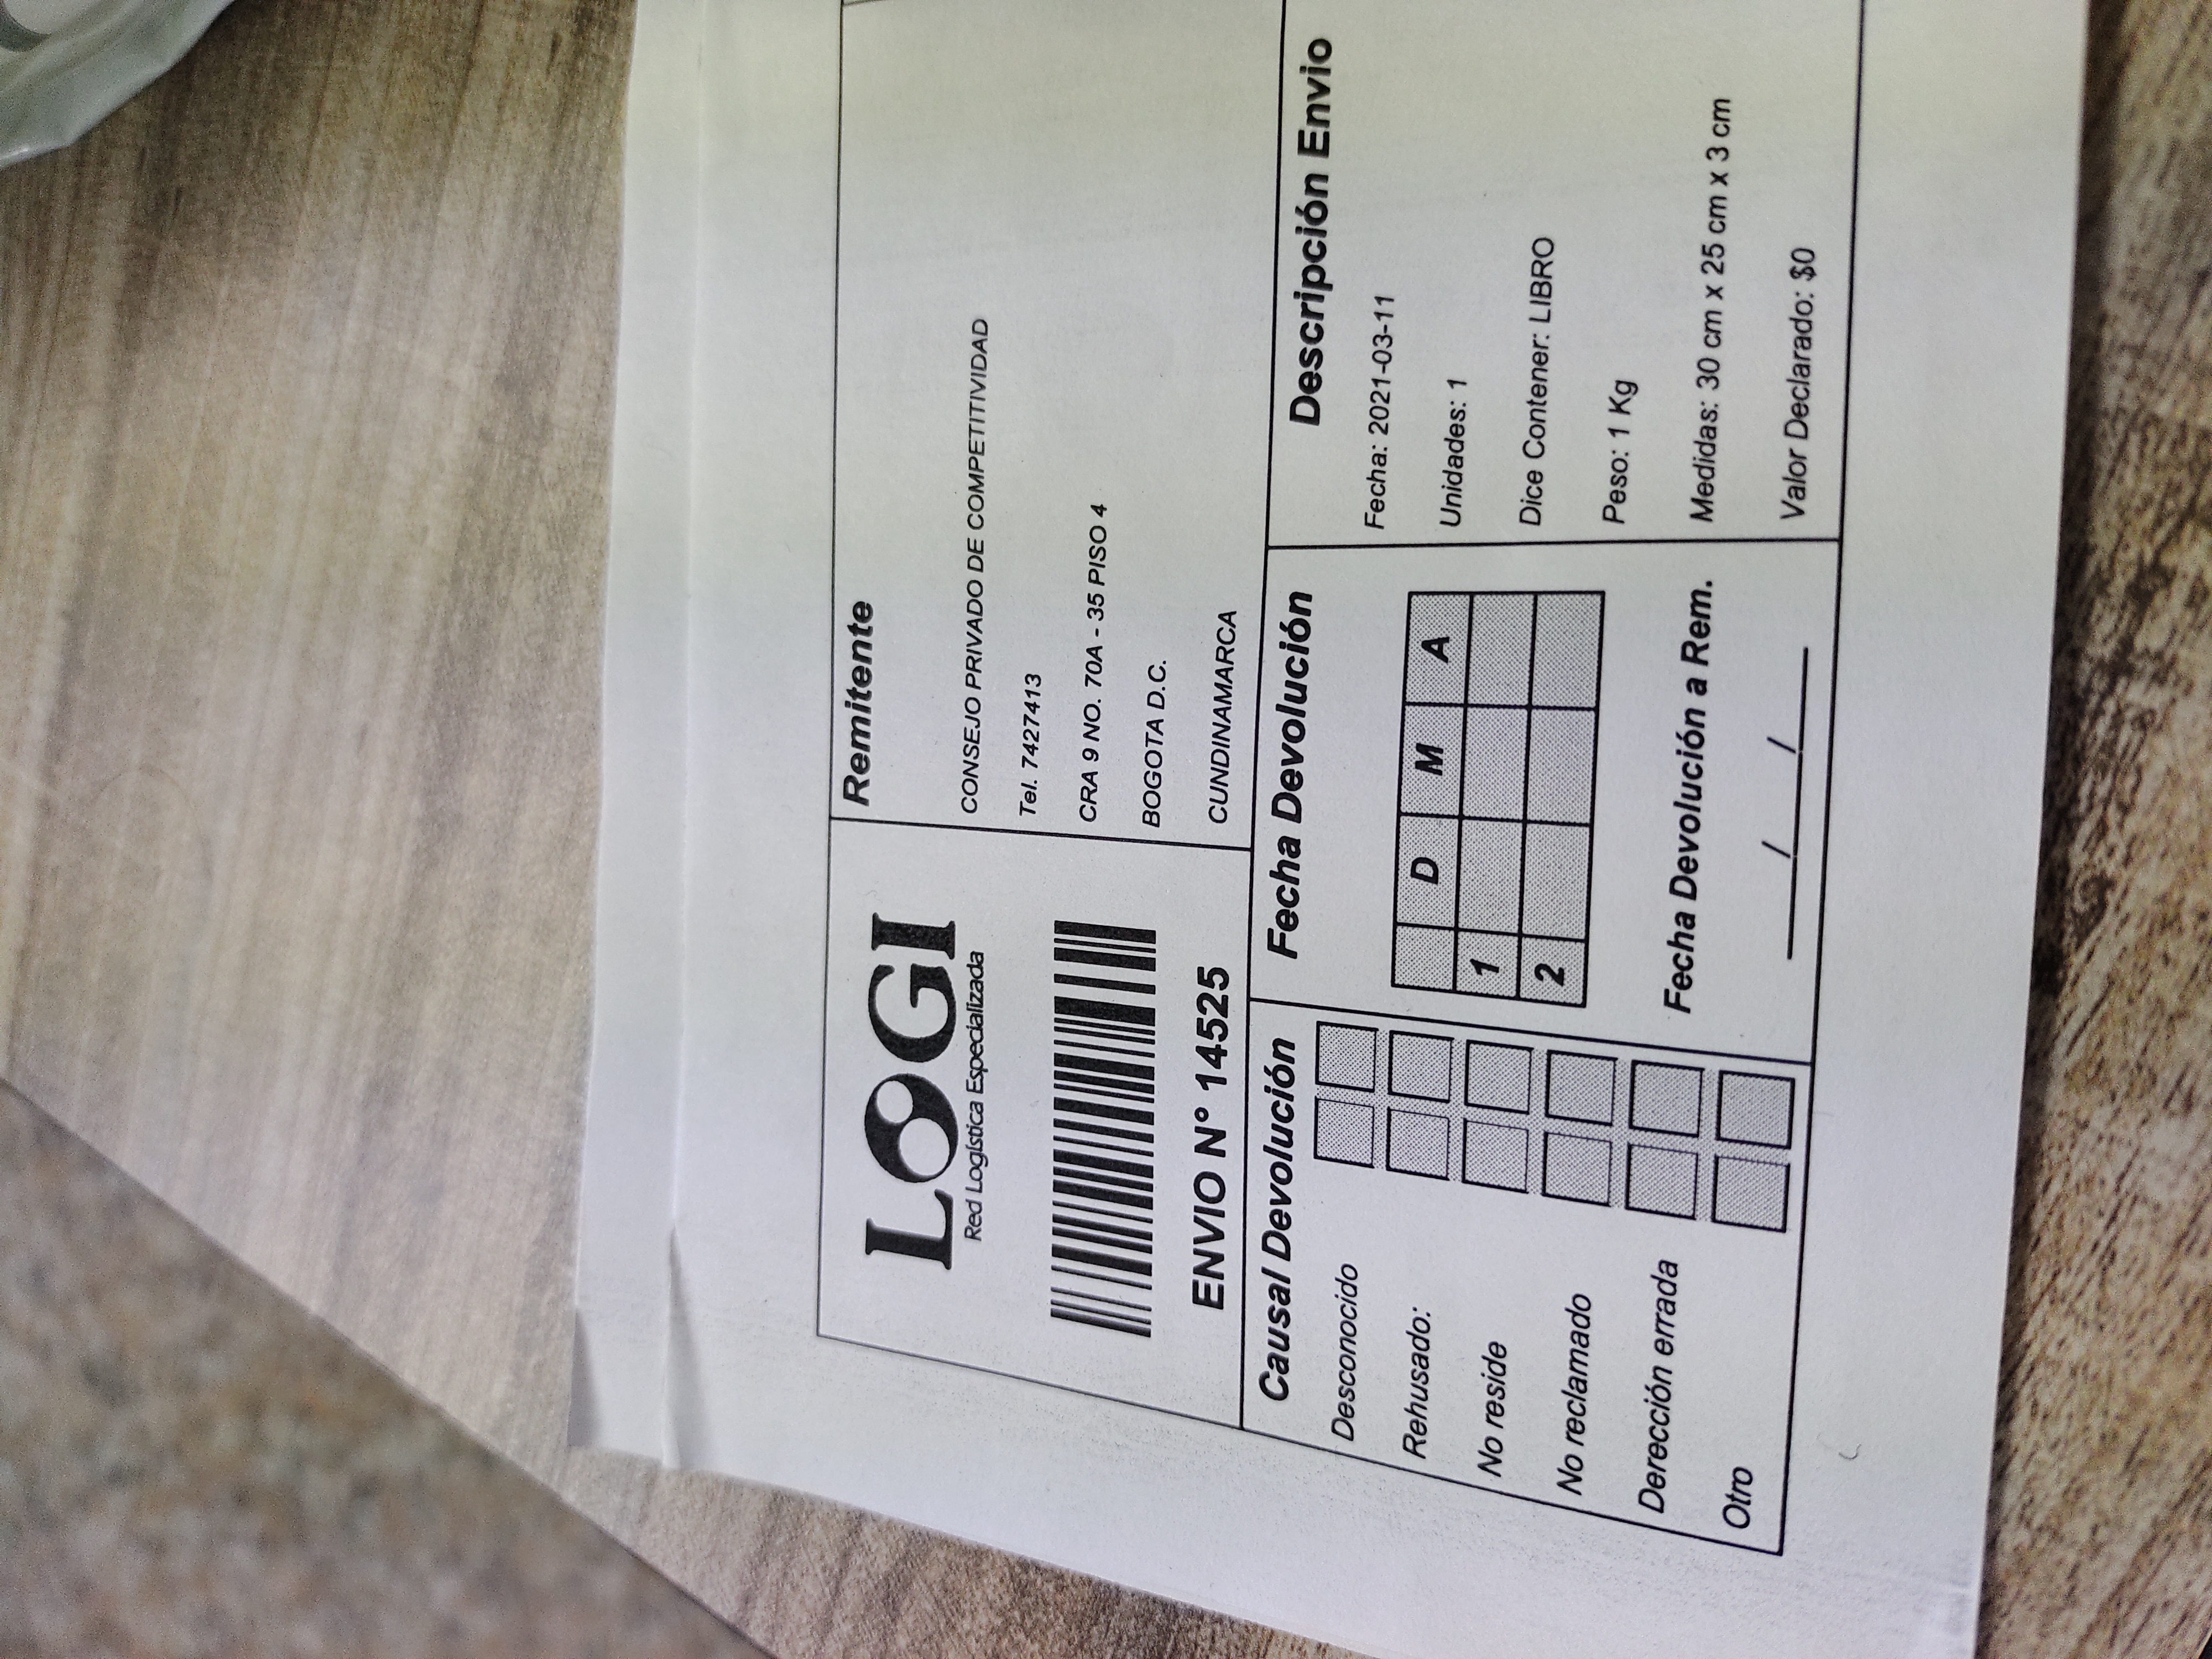 LOGI
Red Logística Especializada
ENVIO N° 14525
Remitente
CONSEJO PRIVADO DE COMPETITIVIDAD
Tel. 7427413
CRA 9 NO. 70A - 35 PISO 4
BOGOTA D.C.
CUNDINAMARCA
Causal Devolución
Desconocido
Rehusado:
No reside
No reclamado
Derección errada
Otro
Fecha Devolución
D M A
1
2
Fecha Devolución a Rem.
____/____/____
Descripción Envio
Fecha: 2021-03-11
Unidades: 1
Dice Contener: LIBRO
Peso: 1 Kg
Medidas: 30 cm x 25 cm x 3 cm
Valor Declarado: $0